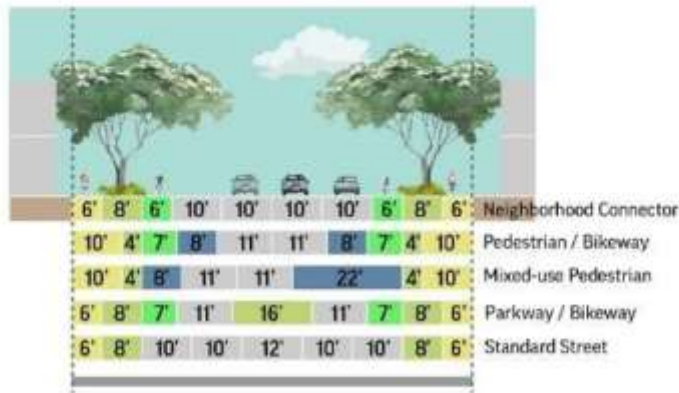 6' 8' 6' 10' 10' 10' 10' 6' 8' 6' Neighborhood Connector
10' 4' 7' 8' 11' 11' 8' 7' 4' 10' Pedestrian / Bikeway
10' 4' 8' 11' 11' 22' 4' 10' Mixed-use Pedestrian
6' 8' 7' 11' 16' 11' 7' 8' 6' Parkway / Bikeway
6' 8' 10' 10' 12' 10' 10' 8' 6' Standard Street